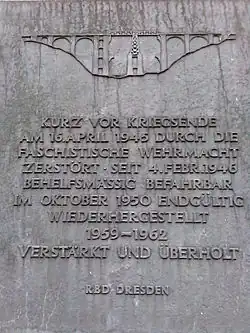 KURZ VOR KRIEGSENDE
AM 16.APRIL 1945 DURCH DIE
FASCHISTISCHE WEHRMACHT
ZERSTÖRT · SEIT 4.FEBR.1946
BEHELFSMÄSSIG BEFAHRBAR
IM OKTOBER 1950 ENDGÜLTIG
WIEDERHERGESTELLT
1959–1962
VERSTÄRKT UND ÜBERHOLT
RBD DRESDEN